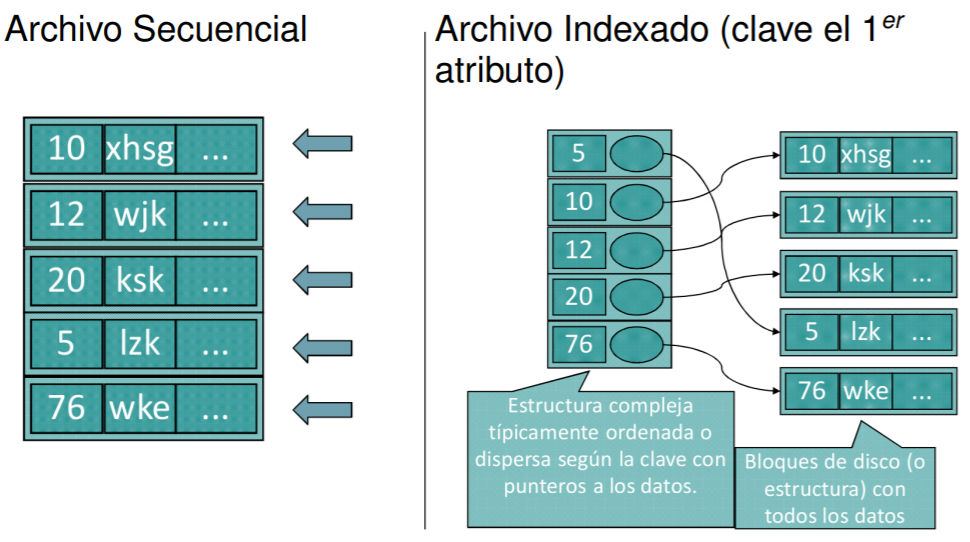 Archivo Secuencial
10 xhsg ...
12 wjk ...
20 ksk ...
5 lzk ...
76 wke ...
Archivo Indexado (clave el 1er
atributo)
5
10
12
20
76
10 xhsg ...
12 wjk ...
20 ksk ...
5 lzk ...
76 wke ...
Estructura compleja
típicamente ordenada o
dispersa según la clave con
punteros a los datos.
Bloques de disco (o
estructura) con
todos los datos